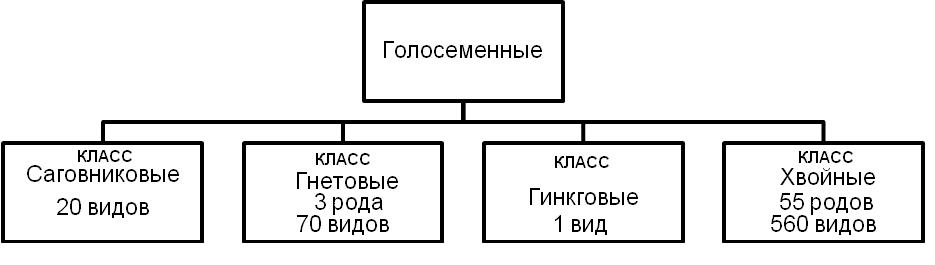 Голосеменные
КЛАСС
Саговниковые
20 видов
КЛАСС
Гнетовые
3 рода
70 видов
КЛАСС
Гинкговые
1 вид
КЛАСС
Хвойные
55 родов
560 видов